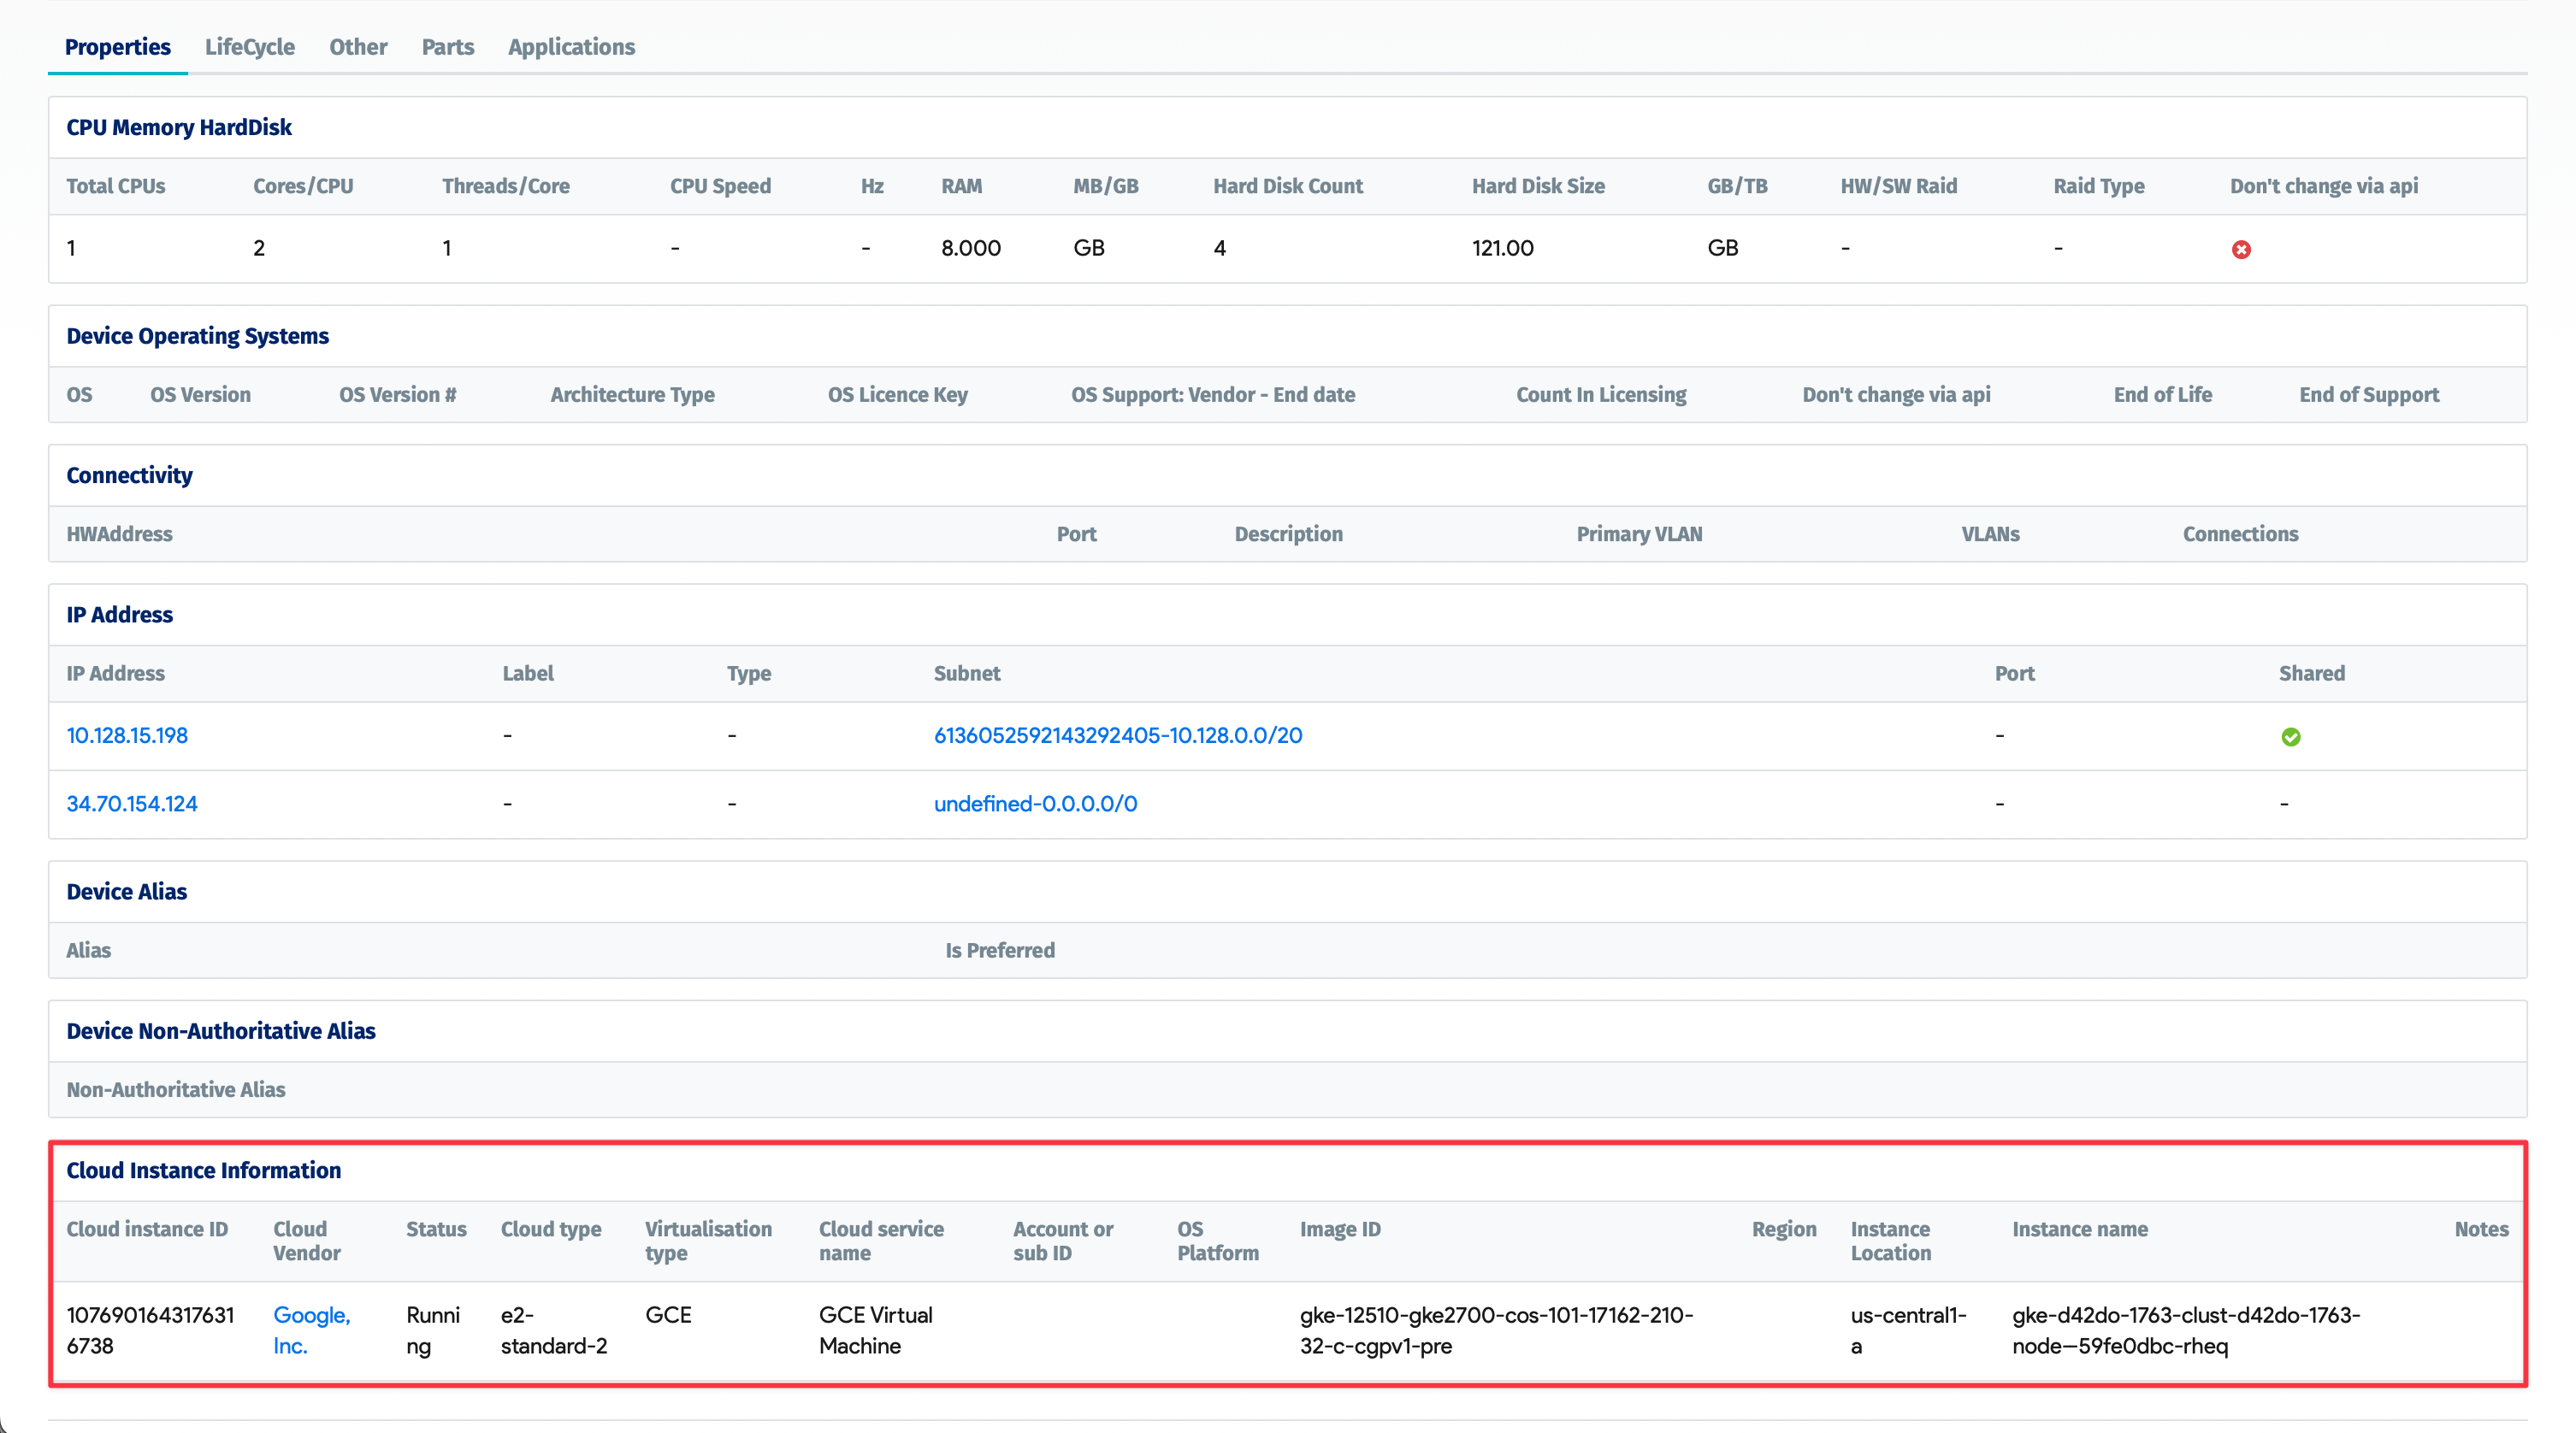 Properties LifeCycle Other Parts Applications
CPU Memory HardDisk
Total CPUs Cores/CPU Threads/Core CPU Speed Hz RAM MB/GB Hard Disk Count Hard Disk Size GB/TB HW/SW Raid Raid Type Don't change via api
1 2 1 - - 8.000 GB 4 121.00 GB - -
Device Operating Systems
OS OS Version OS Version # Architecture Type OS Licence Key OS Support: Vendor - End date Count In Licensing Don't change via api End of Life End of Support
Connectivity
HWAddress Port Description Primary VLAN VLANs Connections
IP Address
IP Address Label Type Subnet Port Shared
10.128.15.198 - - 6136052592143292405-10.128.0.0/20 -
34.70.154.124 - - undefined-0.0.0.0/0 - -
Device Alias
Alias Is Preferred
Device Non-Authoritative Alias
Non-Authoritative Alias
Cloud Instance Information
Cloud instance ID Cloud Status Cloud type Virtualisation Cloud service Account or OS Image ID Region Instance Instance name Notes
Vendor type name sub ID Platform Location
107690164317631 Google, Runni e2- GCE GCE Virtual gke-12510-gke2700-cos-101-17162-210- us-central1- gke-d42do-1763-clust-d42do-1763-
6738 Inc. ng standard-2 Machine 32-c-cgpv1-pre a node—59fe0dbc-rheq